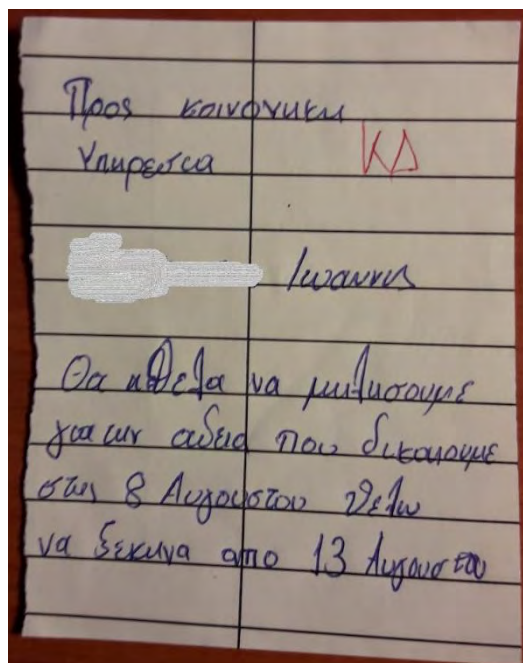 Προς κοινονικη
Υπηρεσια
ΚΔ
Ιωαννης
Θα ηθελα να μιλησουμε
για την αδεια που δικαιουμε
στις 8 Αυγουστου θελω
να ξεκινα απο 13 Αυγουστου